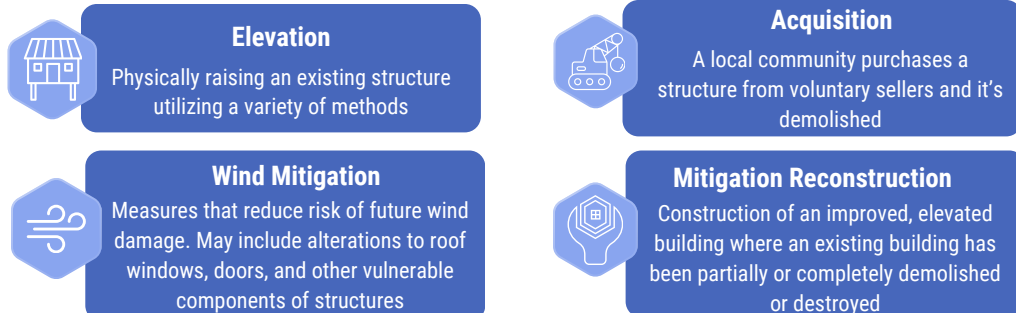 Elevation
Physically raising an existing structure
utilizing a variety of methods
Acquisition
A local community purchases a
structure from voluntary sellers and it's
demolished
Wind Mitigation
Measures that reduce risk of future wind
damage. May include alterations to roof
windows, doors, and other vulnerable
components of structures
Mitigation Reconstruction
Construction of an improved, elevated
building where an existing building has
been partially or completely demolished
or destroyed